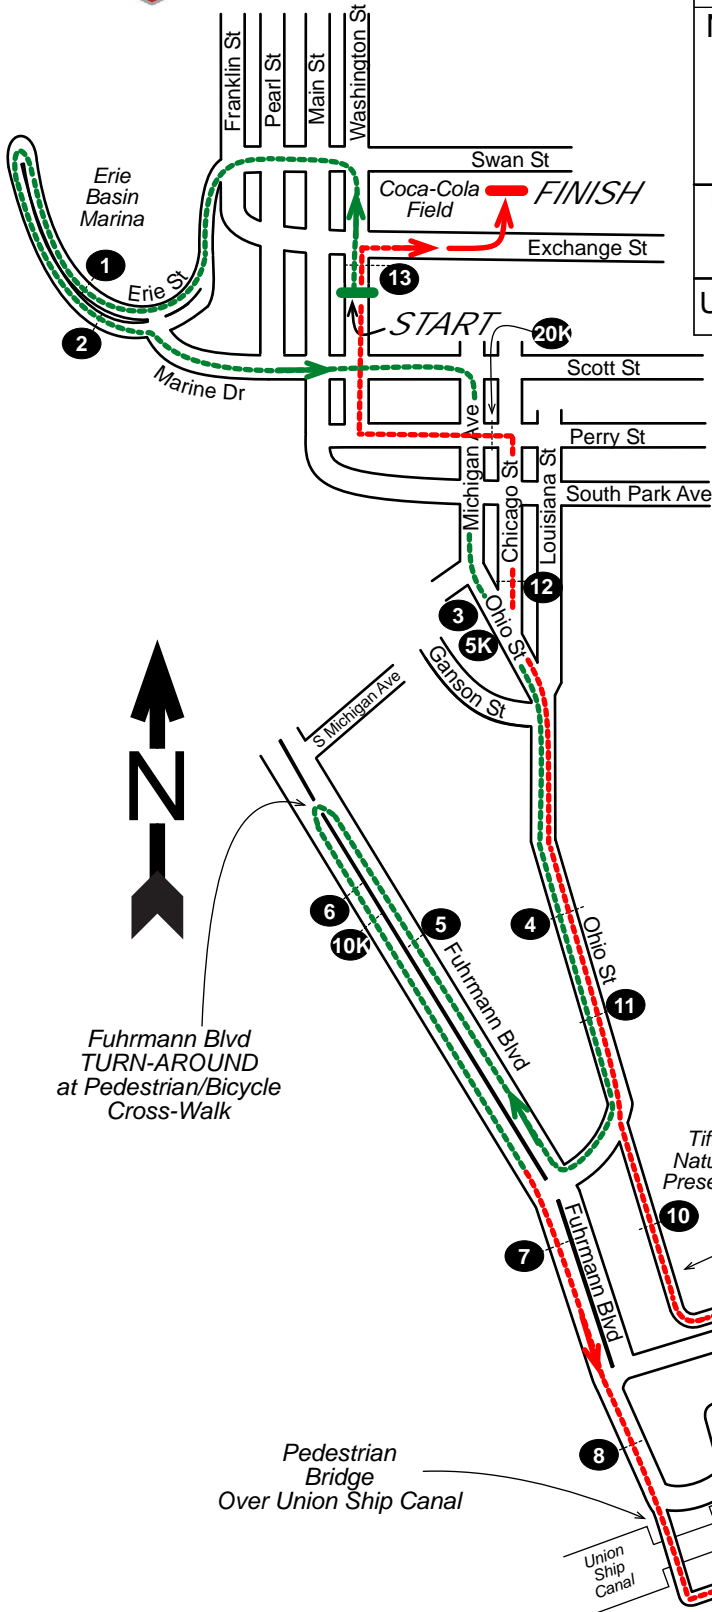 Franklin St
Pearl St
Main St
Washington St
Swan St
Erie
Basin
Marina
Coca-Cola
Field
FINISH
Exchange St
1
13
Erie St
START
2
20K
Scott St
Marine Dr
Michigan Ave
Perry St
Chicago St
Louisiana St
South Park Ave
12
3
Ohio St
5K
Ganson St
S Michigan Ave
N
6
5
4
10K
Fuhrmann Blvd
Ohio St
11
Fuhrmann Blvd
TURN-AROUND
at Pedestrian/Bicycle
Cross-Walk
10
7
Fuhrmann Blvd
8
Pedestrian
Bridge
Over Union Ship Canal
Union
Ship
Canal